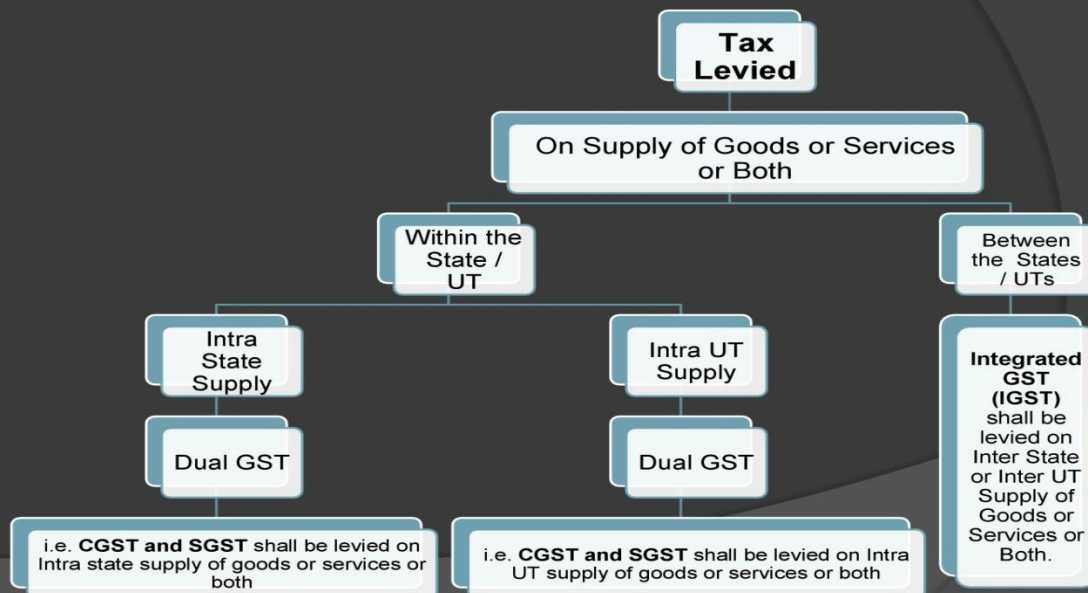 Tax
Levied
On Supply of Goods or Services
or Both
Within the
State /
UT
Between
the States
/ UTs
Intra
State
Supply
Intra UT
Supply
Integrated
GST
(IGST)
shall be
levied on
Inter State
or Inter UT
Supply of
Goods or
Services or
Both.
Dual GST
Dual GST
i.e. CGST and SGST shall be levied on
Intra state supply of goods or services or
both
i.e. CGST and SGST shall be levied on Intra
UT supply of goods or services or both